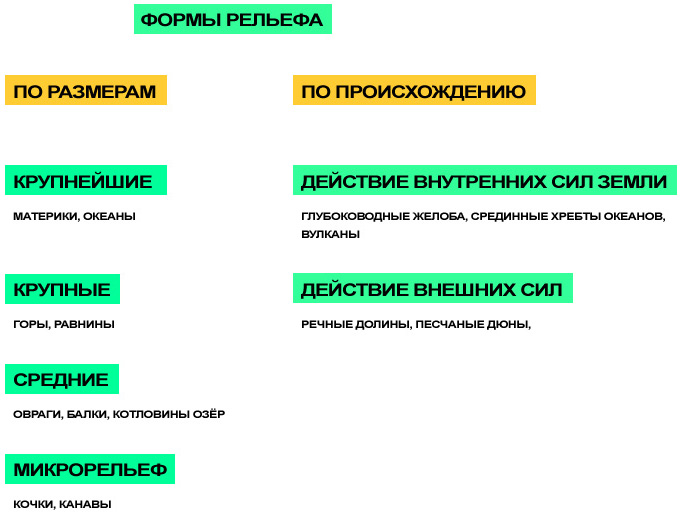 ФОРМЫ РЕЛЬЕФА
ПО РАЗМЕРАМ
ПО ПРОИСХОЖДЕНИЮ
КРУПНЕЙШИЕ
МАТЕРИКИ, ОКЕАНЫ
ДЕЙСТВИЕ ВНУТРЕННИХ СИЛ ЗЕМЛИ
ГЛУБОКОВОДНЫЕ ЖЕЛОБА, СРЕДИННЫЕ ХРЕБТЫ ОКЕАНОВ,
ВУЛКАНЫ
КРУПНЫЕ
ГОРЫ, РАВНИНЫ
ДЕЙСТВИЕ ВНЕШНИХ СИЛ
РЕЧНЫЕ ДОЛИНЫ, ПЕСЧАНЫЕ ДЮНЫ,
СРЕДНИЕ
ОВРАГИ, БАЛКИ, КОТЛОВИНЫ ОЗЁР
МИКРОРЕЛЬЕФ
КОЧКИ, КАНАВЫ